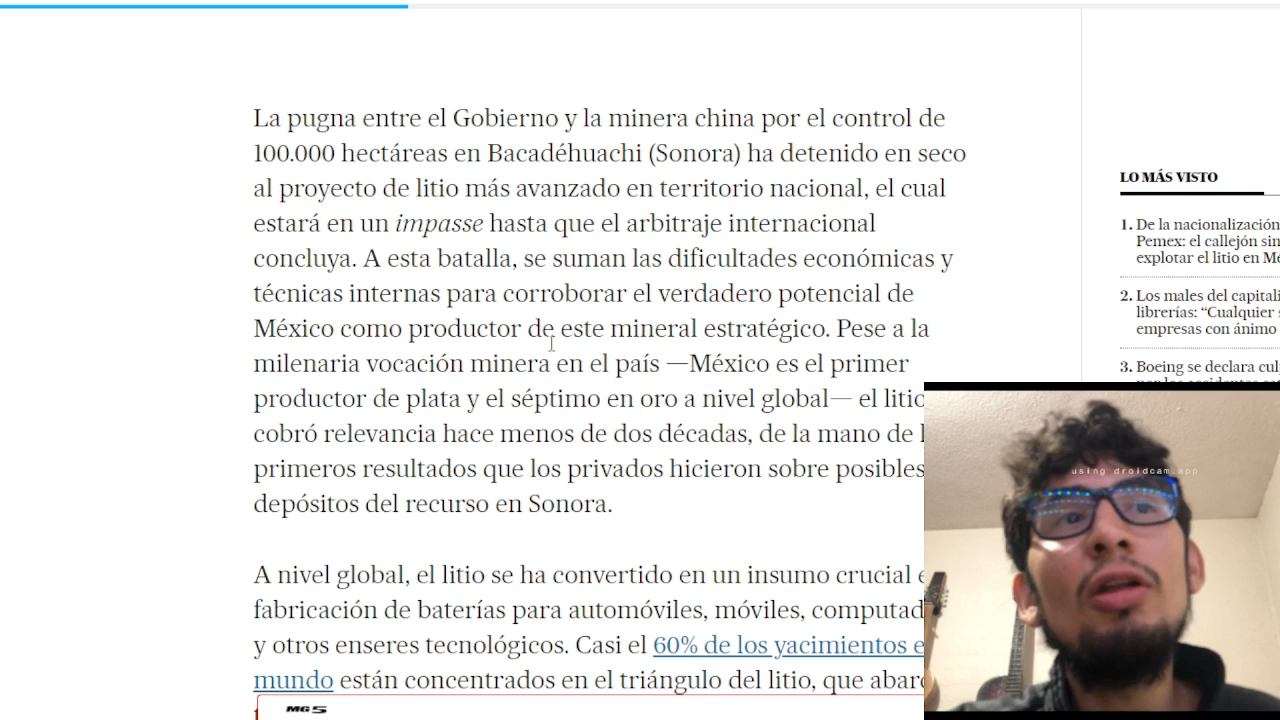 La pugna entre el Gobierno y la minera china por el control de
100.000 hectáreas en Bacadéhuachi (Sonora) ha detenido en seco
al proyecto de litio más avanzado en territorio nacional, el cual
estará en un impasse hasta que el arbitraje internacional
concluya. A esta batalla, se suman las dificultades económicas y
técnicas internas para corroborar el verdadero potencial de
México como productor de este mineral estratégico. Pese a la
milenaria vocación minera en el país —México es el primer
productor de plata y el séptimo en oro a nivel global— el litio
cobró relevancia hace menos de dos décadas, de la mano de
primeros resultados que los privados hicieron sobre posibles
depósitos del recurso en Sonora.
A nivel global, el litio se ha convertido en un insumo crucial
fabricación de baterías para automóviles, móviles,
y otros enseres tecnológicos. Casi el 60% de los yacimientos
mundo están concentrados en el triángulo del litio, que
MG5
LO MÁS VISTO
1. De la nacionalización
Pemex: el callejón
explotar el litio en
2. Los males del
librerías: “Cualquier
empresas con ánimo
3. Boeing se declara
using droidcam app